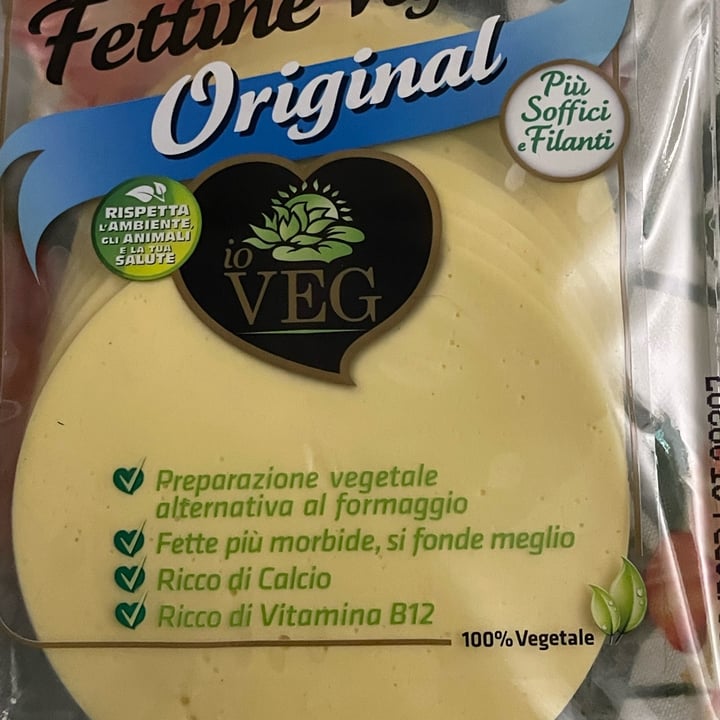 Fettine
Original
Più
Soffici
e Filanti
RISPETTA
L'AMBIENTE,
GLI ANIMALI
E LA TUA
SALUTE
io
VEG
Preparazione vegetale
alternativa al formaggio
Fette più morbide, si fonde meglio
Ricco di Calcio
Ricco di Vitamina B12
100% Vegetale